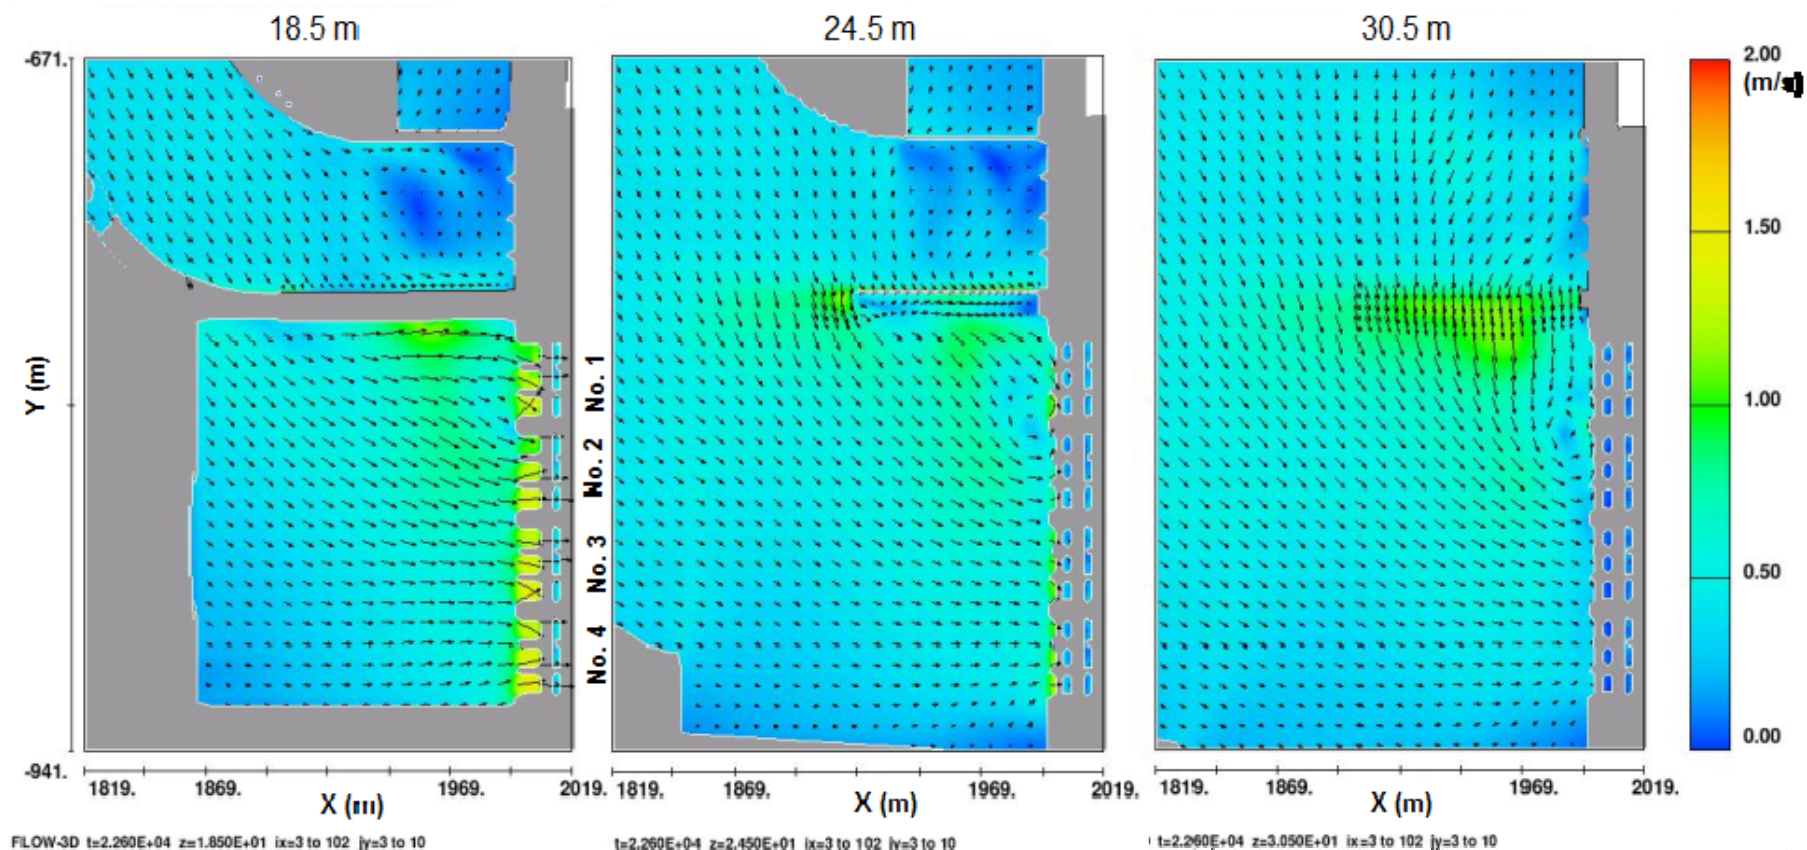 18.5 m 24.5 m 30.5 m
-671.
2.00
(m/s)
1.50
1.00
0.50
0.00
Y (m)
No. 1
No. 2
No. 3
No. 4
-941.
1819. 1869. 1969. 2019. 1819. 1869. 1969. 2019. 1819. 1869. 1969. 2019.
X (m) X (m) X (m)
FLOW-3D t=2.260E+04 z=1.850E+01 ix=3 to 102 jy=3 to 10 t=2.260E+04 z=2.450E+01 ix=3 to 102 jy=3 to 10 t=2.260E+04 z=3.050E+01 ix=3 to 102 jy=3 to 10